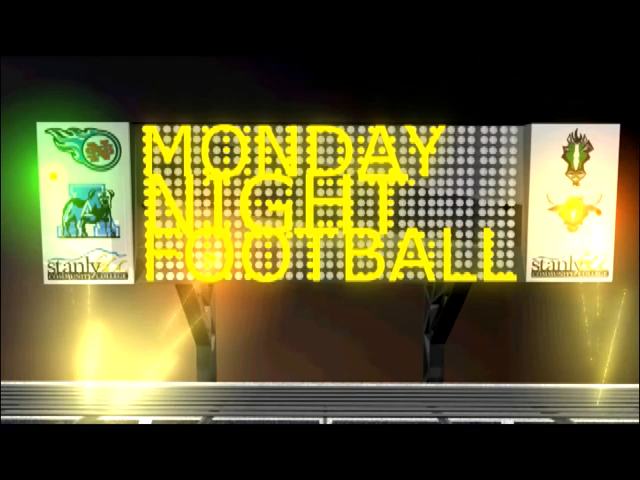 MONDAY
NIGHT
FOOTBALL
N
A
stanly
COMMUNITY COLLEGE
stanly
COMMUNITY COLLEGE